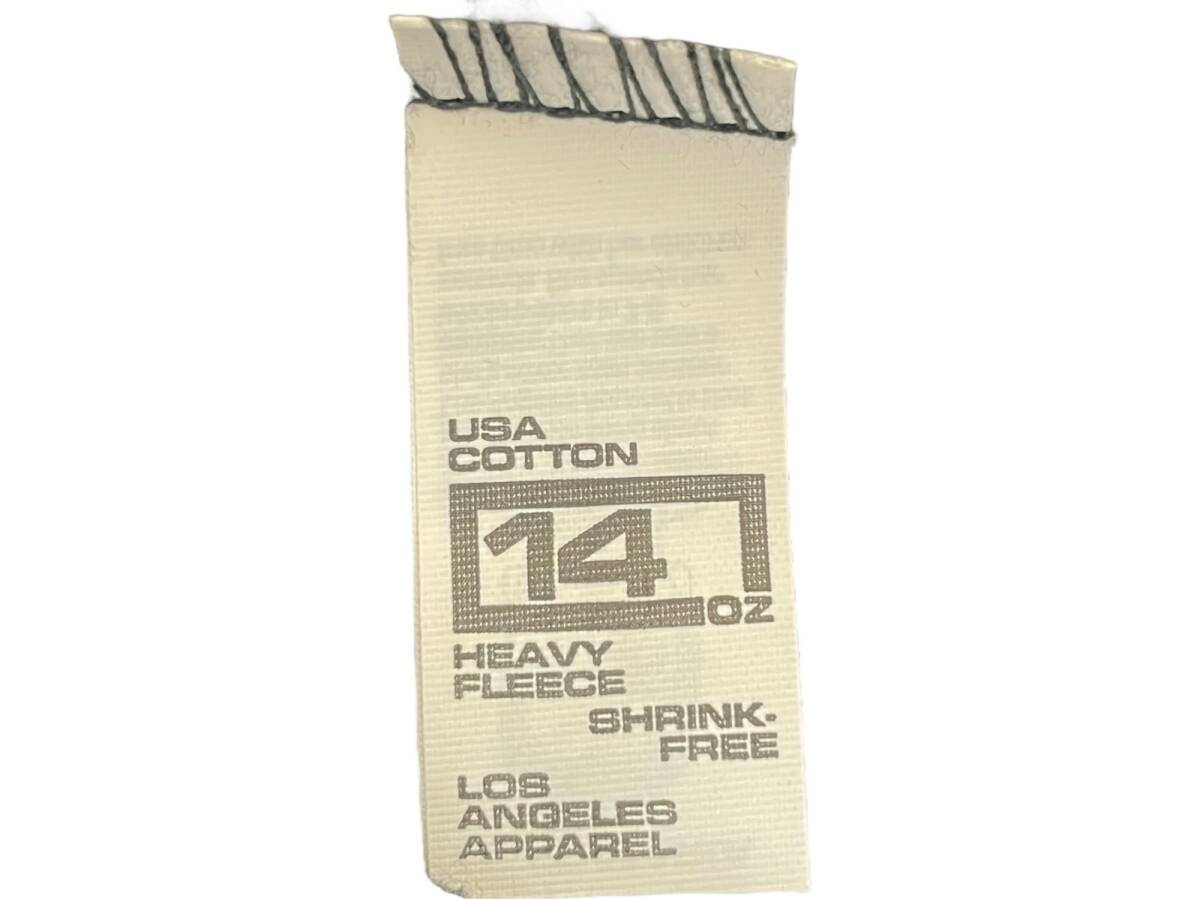 USA
COTTON
14
OZ
HEAVY
FLEECE
SHRINK-
FREE
LOS
ANGELES
APPAREL